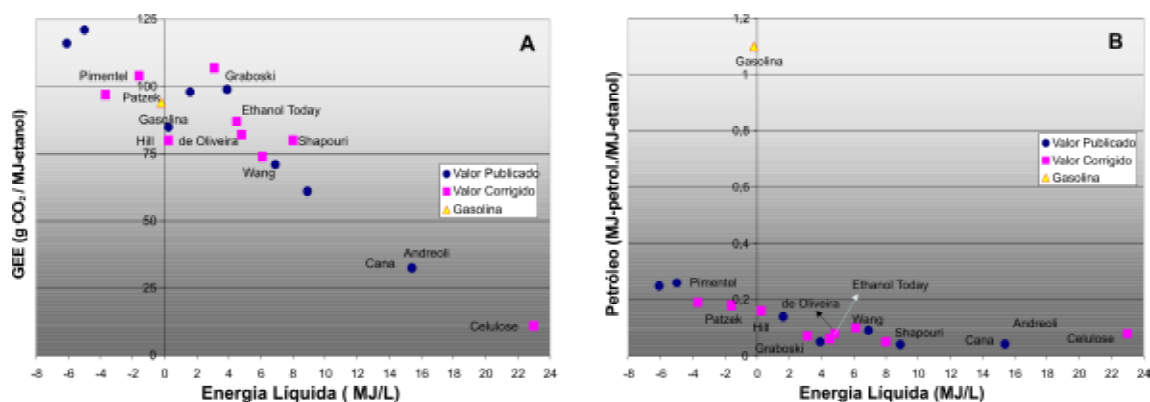 A
GEE (g CO₂ / MJ-etanol)
125
100
75
50
25
0
Pimentel
Graboski
Patzek
Ethanol Today
Gasolina
Hill
de Oliveira
Shapouri
Wang
Valor Publicado
Valor Corrigido
Gasolina
Andreoli
Cana
Celulose
-8 -6 -4 -2 0 2 4 6 8 10 12 14 16 18 20 22 24
Energia Líquida ( MJ/L)
B
Petróleo (MJ-petrol./MJ-etanol)
1,2
1
0,8
0,6
0,4
0,2
0
Gasolina
Valor Publicado
Valor Corrigido
Gasolina
Pimentel
Ethanol Today
de Oliveira
Patzek
Hill
Wang
Graboski
Shapouri
Andreoli
Cana
Celulose
-8 -6 -4 -2 0 2 4 6 8 10 12 14 16 18 20 22 24
Energia Líquida (MJ/L)